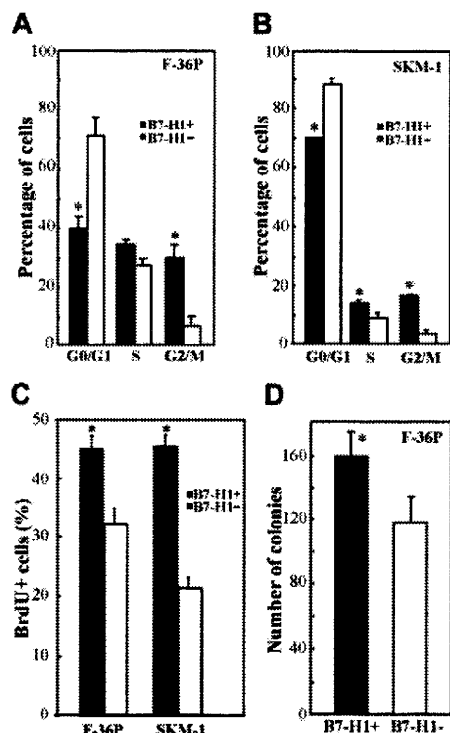 A
F-36P
100
80
60
40
20
0
Percentage of cells
B7-H1+
B7-H1-
*
*
G0/G1 S G2/M
B
SKM-1
100
80
60
40
20
0
Percentage of cells
B7-H1+
B7-H1-
*
*
*
G0/G1 S G2/M
C
50
40
30
20
10
0
BrdU+ cells (%)
*
*
B7-H1+
B7-H1-
F-36P SKM-1
D
F-36P
160
120
80
40
0
Number of colonies
*
B7-H1+ B7-H1-